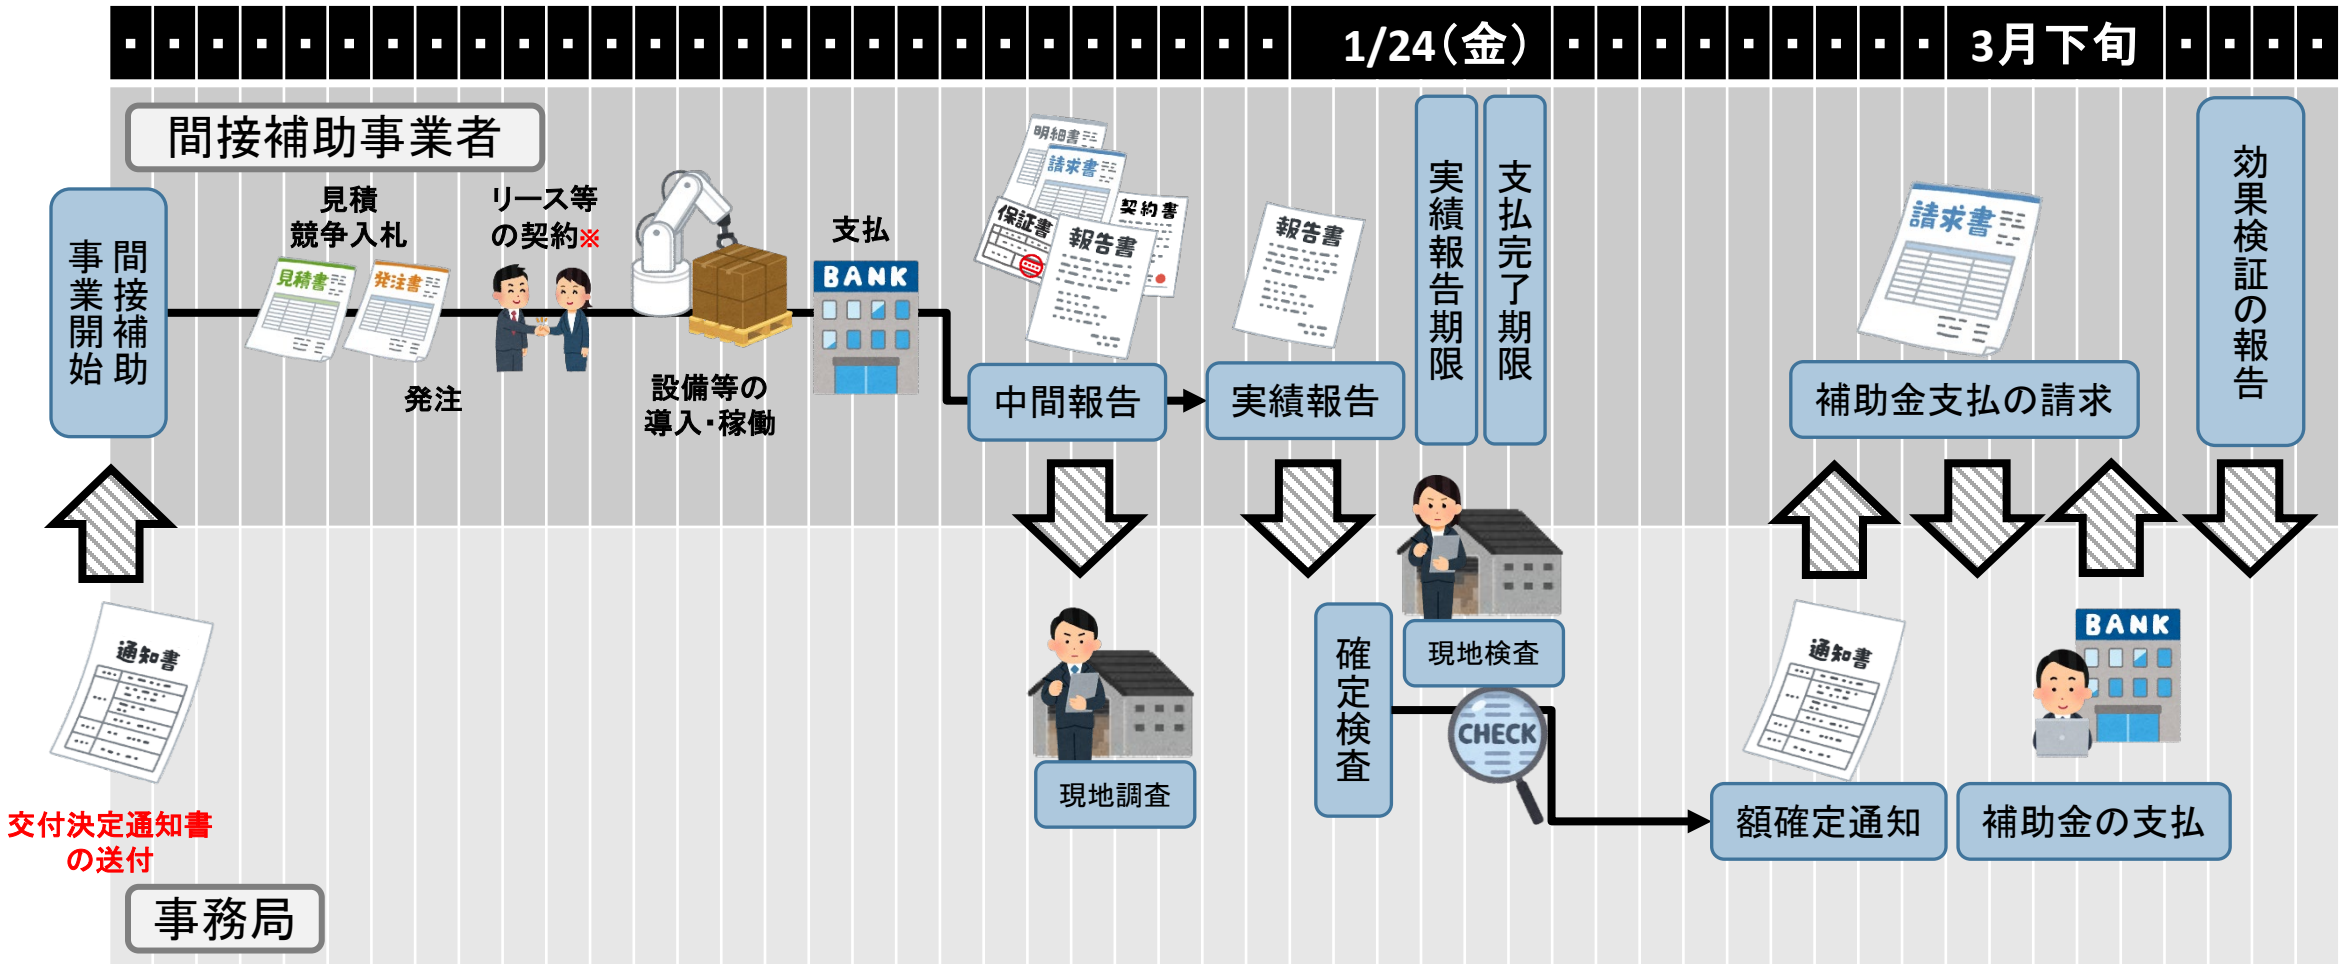 1/24(金)
3月下旬
間接補助事業者
間接補助
事業開始
見積
競争入札
見積書
発注書
発注
リース等
の契約※
設備等の
導入・稼働
支払
BANK
明細書
請求書
保証書
契約書
報告書
中間報告
報告書
実績報告
実績報告期限
支払完了期限
請求書
補助金支払の請求
効果検証の報告
通知書
交付決定通知書
の送付
事務局
現地調査
確定検査
現地検査
CHECK
通知書
額確定通知
BANK
補助金の支払